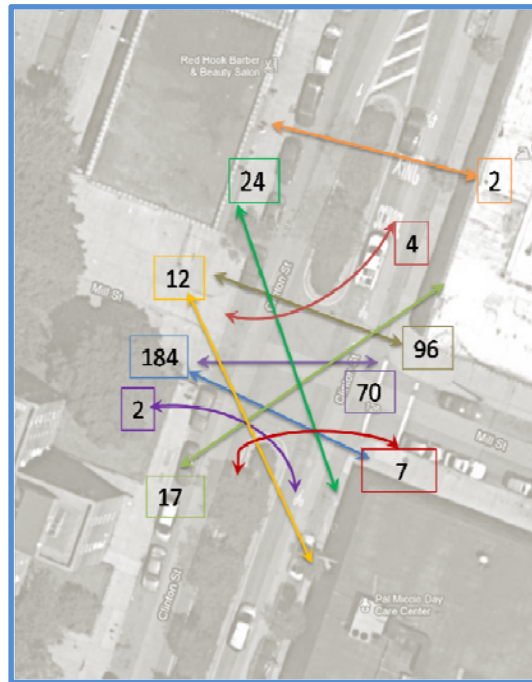 Red Hook Barber
& Beauty Salon
24
2
4
12
Clinton St
Mill St
96
184
70
2
Mill St
17
7
Clinton St
Pal Miccio Day
Care Center